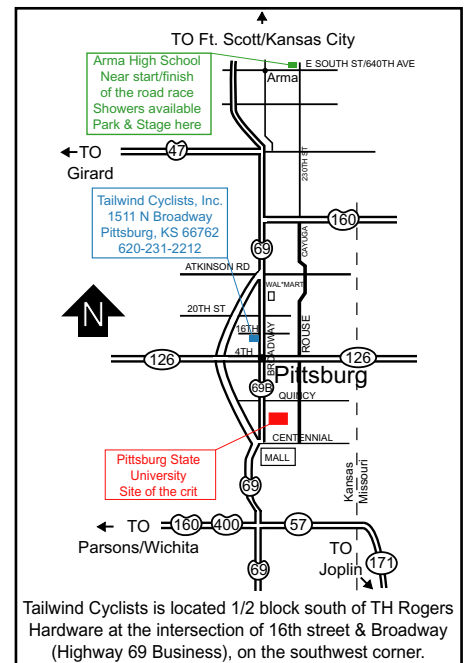 TO Ft. Scott/Kansas City
Arma High School
Near start/finish
of the road race
Showers available
Park & Stage here
E SOUTH ST/640TH AVE
Arma
TO
Girard
47
230TH ST
Tailwind Cyclists, Inc.
1511 N Broadway
Pittsburg, KS 66762
620-231-2212
160
69
CAYUGA
ATKINSON RD
WAL*MART
N
20TH ST
16TH
BROADWAY
ROUSE
4TH
126
126
Pittsburg
69B
QUINCY
CENTENNIAL
MALL
Pittsburg State
University
Site of the crit
Kansas
Missouri
69
TO
Parsons/Wichita
160
400
57
TO
Joplin
171
69
Tailwind Cyclists is located 1/2 block south of TH Rogers
Hardware at the intersection of 16th street & Broadway
(Highway 69 Business), on the southwest corner.